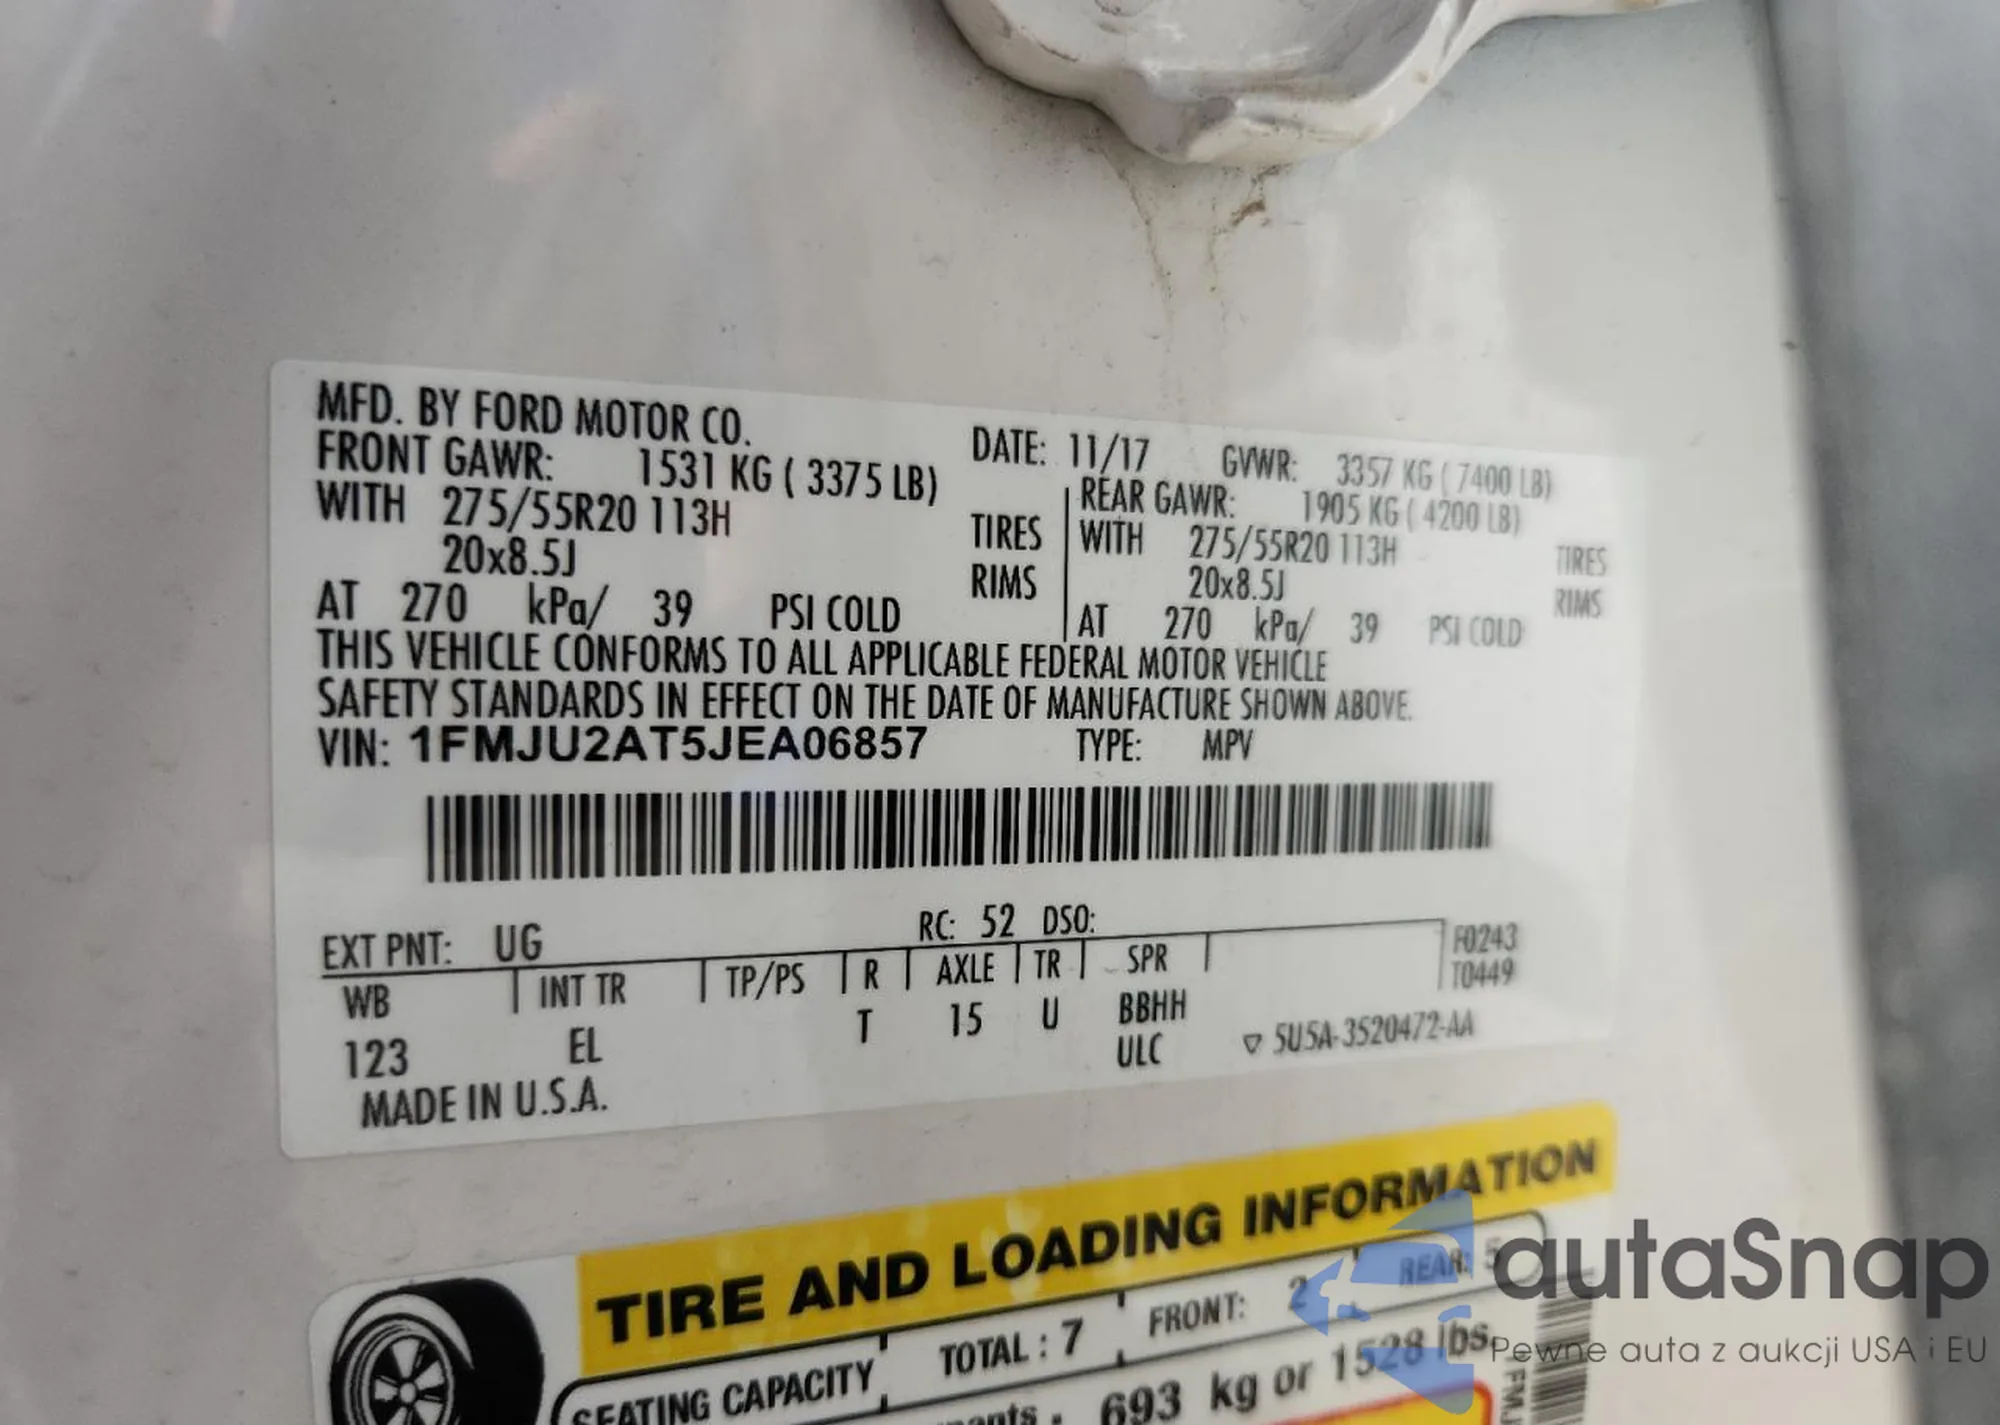 MFD. BY FORD MOTOR CO.
DATE: 11/17 GVWR: 3357 KG ( 7400 LB)
FRONT GAWR: 1531 KG ( 3375 LB)
REAR GAWR: 1905 KG ( 4200 LB)
WITH 275/55R20 113H TIRES
WITH 275/55R20 113H TIRES
20x8.5J RIMS
20x8.5J RIMS
AT 270 kPa/ 39 PSI COLD
AT 270 kPa/ 39 PSI COLD
THIS VEHICLE CONFORMS TO ALL APPLICABLE FEDERAL MOTOR VEHICLE
SAFETY STANDARDS IN EFFECT ON THE DATE OF MANUFACTURE SHOWN ABOVE.
VIN: 1FMJU2AT5JEA06857 TYPE: MPV
EXT PNT: UG RC: 52 DSO:
F0243
T0449
WB INT TR TP/PS R AXLE TR SPR
123 EL T 15 U BBHH
ULC
▽ 5U5A-3520472-AA
MADE IN U.S.A.
TIRE AND LOADING INFORMATION
SEATING CAPACITY TOTAL : 7 FRONT: 2 REAR: 5
693 kg or 1528 lbs.
autaSnap
Pewne auta z aukcji USA i EU